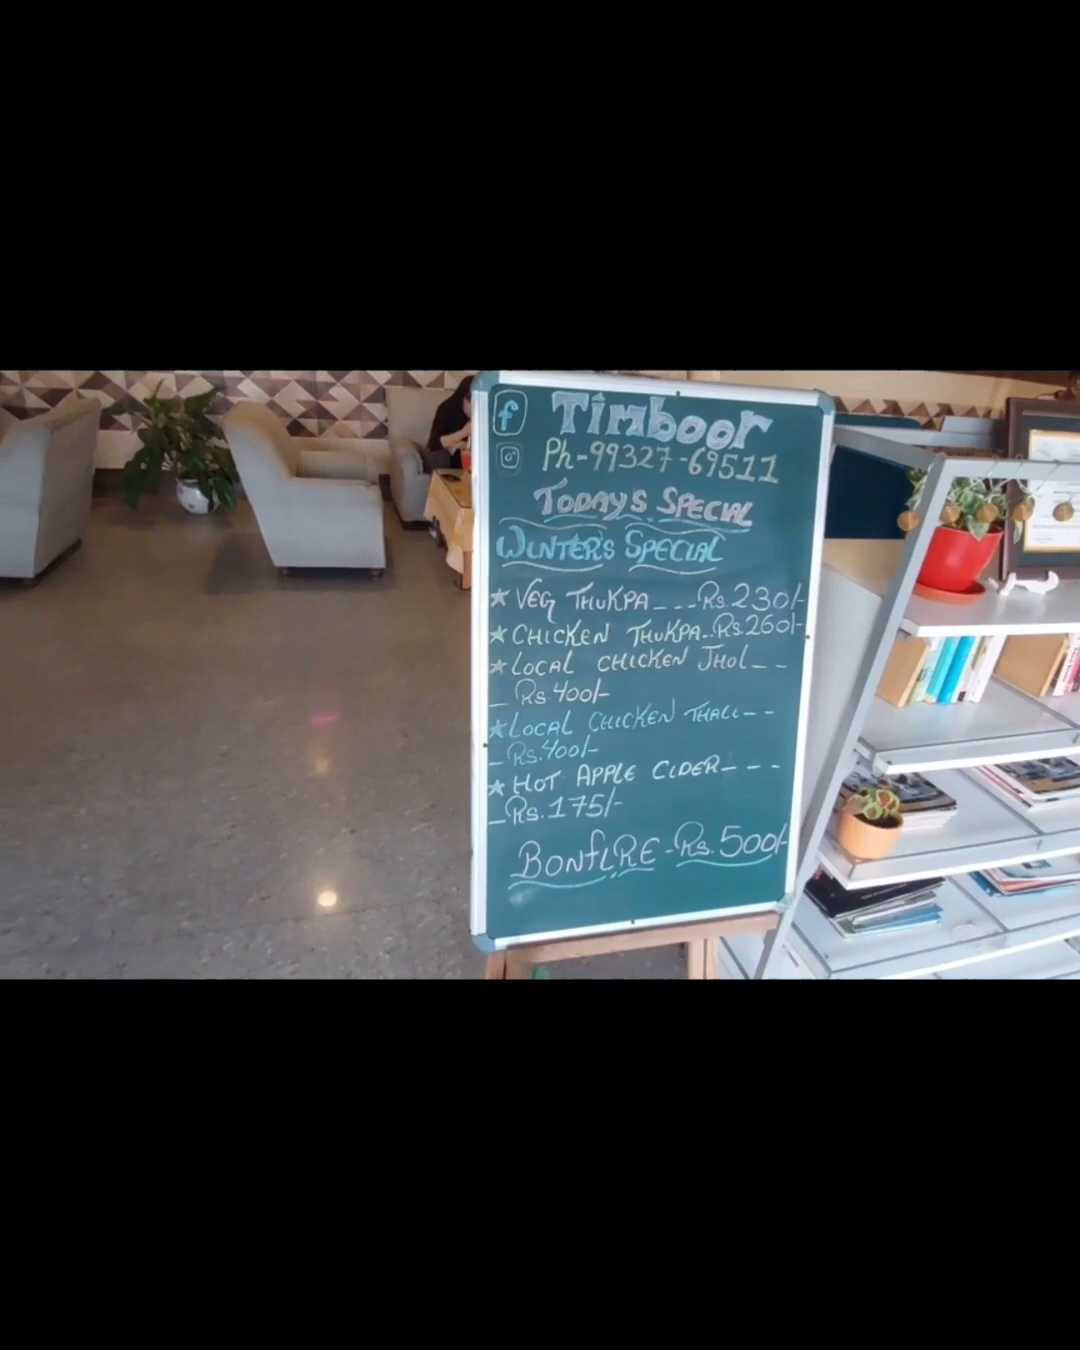 f Timboor
Ph-99327-69511
TODAY'S SPECIAL
WINTER'S SPECIAL
★ VEG THUKPA _ _ _ Rs.230/-
★ CHICKEN THUKPA.. Rs.260/-
★ LOCAL CHICKEN JHOL _ _
_ Rs.400/-
★ LOCAL CHICKEN THALI - -
_ Rs.400/-
★ HOT APPLE CIDER - - -
_ Rs.175/-
BONFIRE - Rs.500/-